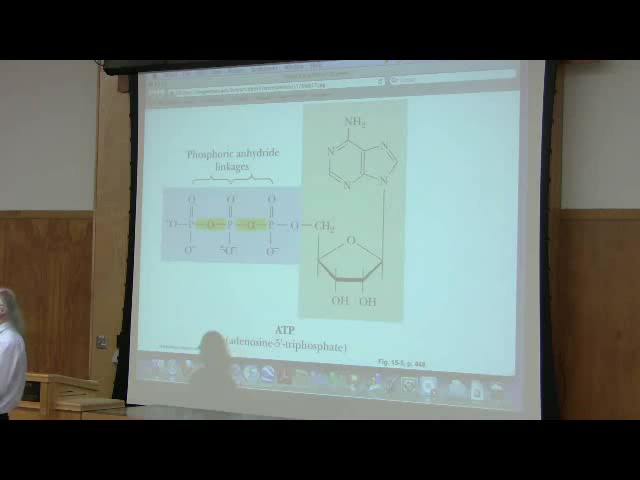 NH₂
N
N
N
N
Phosphoric anhydride
linkages
O O O
⁻O P O P O P O CH₂
O⁻ O⁻ O⁻
O
OH OH
ATP
(adenosine-5'-triphosphate)
Fig. 15-5, p. 448